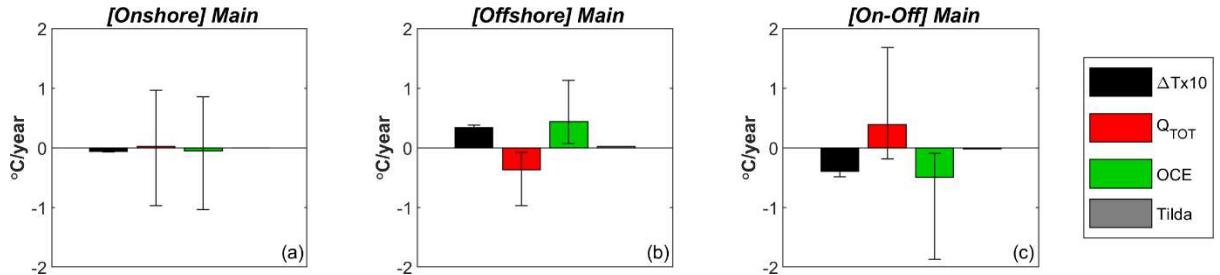 [Onshore] Main
[Offshore] Main
[On-Off] Main
2
1
0
-1
-2
°C/year
(a)
2
1
0
-1
-2
°C/year
(b)
2
1
0
-1
-2
°C/year
(c)
ΔTx10
Q_TOT
OCE
Tilda